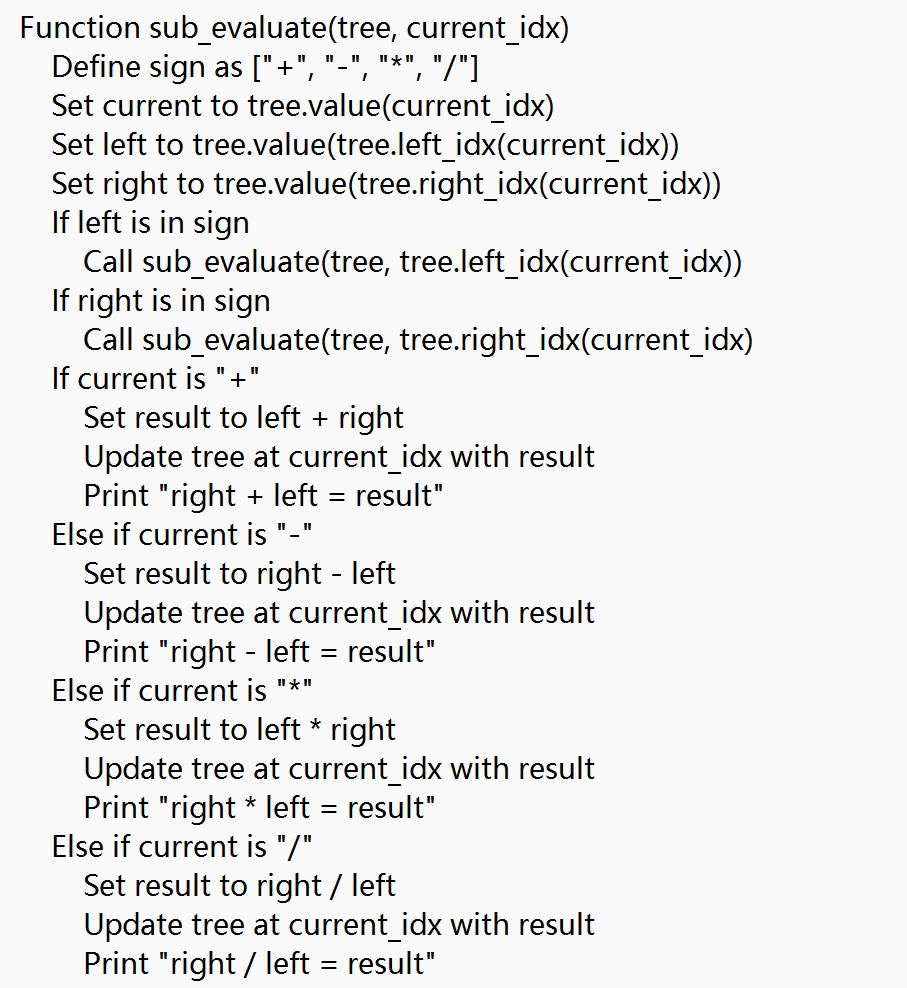 Function sub_evaluate(tree, current_idx)
Define sign as ["+", "-", "*", "/"]
Set current to tree.value(current_idx)
Set left to tree.value(tree.left_idx(current_idx))
Set right to tree.value(tree.right_idx(current_idx))
If left is in sign
Call sub_evaluate(tree, tree.left_idx(current_idx))
If right is in sign
Call sub_evaluate(tree, tree.right_idx(current_idx)
If current is "+"
Set result to left + right
Update tree at current_idx with result
Print "right + left = result"
Else if current is "-"
Set result to right - left
Update tree at current_idx with result
Print "right - left = result"
Else if current is "*"
Set result to left * right
Update tree at current_idx with result
Print "right * left = result"
Else if current is "/"
Set result to right / left
Update tree at current_idx with result
Print "right / left = result"